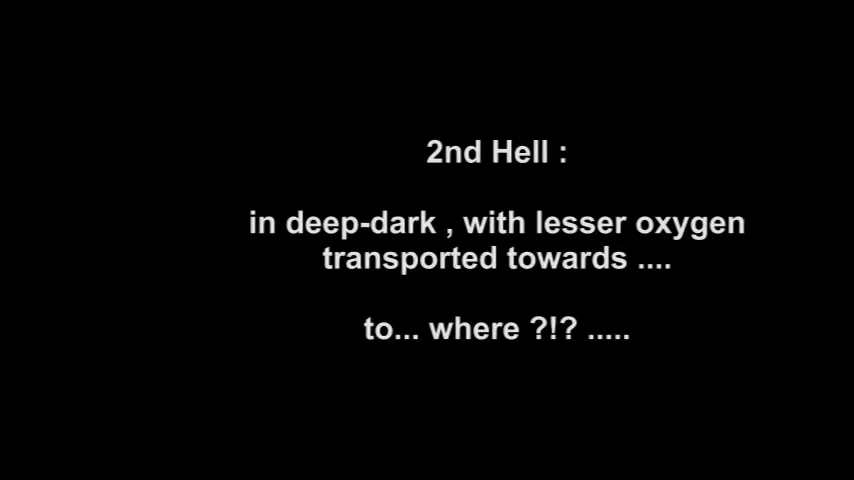 2nd Hell :
in deep-dark , with lesser oxygen
transported towards ....
to... where ?!? .....